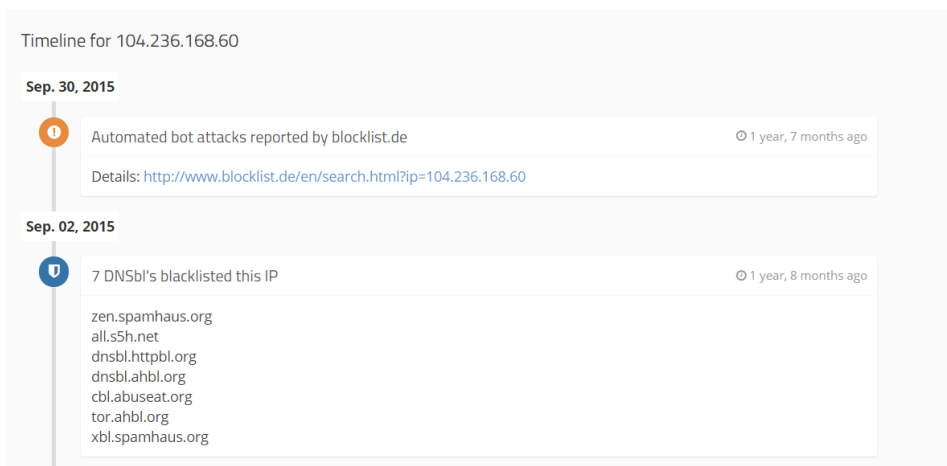 Timeline for 104.236.168.60
Sep. 30, 2015
Automated bot attacks reported by blocklist.de
1 year, 7 months ago
Details: http://www.blocklist.de/en/search.html?ip=104.236.168.60
Sep. 02, 2015
7 DNSbl's blacklisted this IP
1 year, 8 months ago
zen.spamhaus.org
all.s5h.net
dnsbl.httpbl.org
dnsbl.ahbl.org
cbl.abuseat.org
tor.ahbl.org
xbl.spamhaus.org